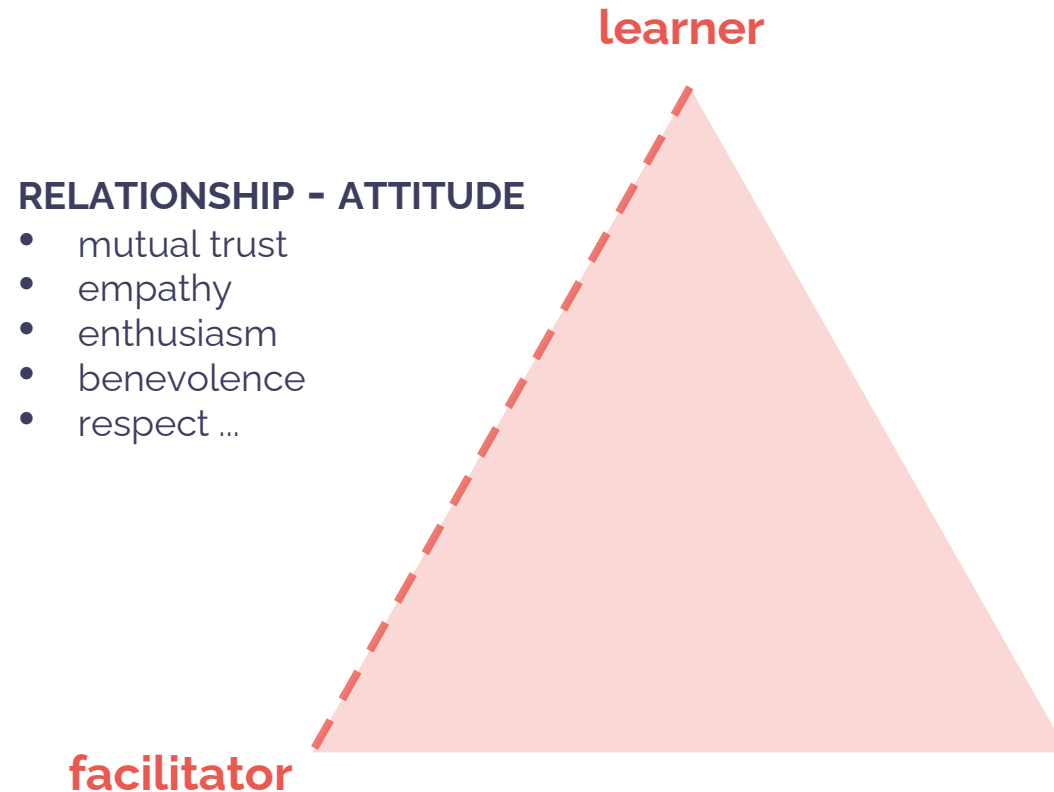 learner
RELATIONSHIP - ATTITUDE
• mutual trust
• empathy
• enthusiasm
• benevolence
• respect ...
facilitator